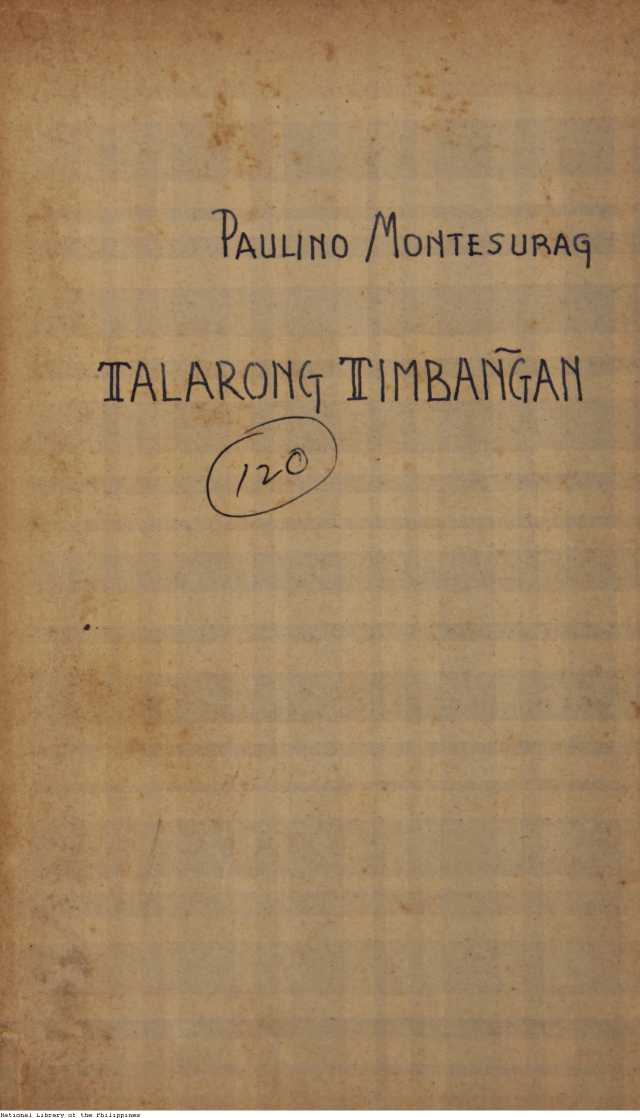 PAULINO MONTESURAG
TALARONG TIMBAÑGAN
120
National Library of the Philippines